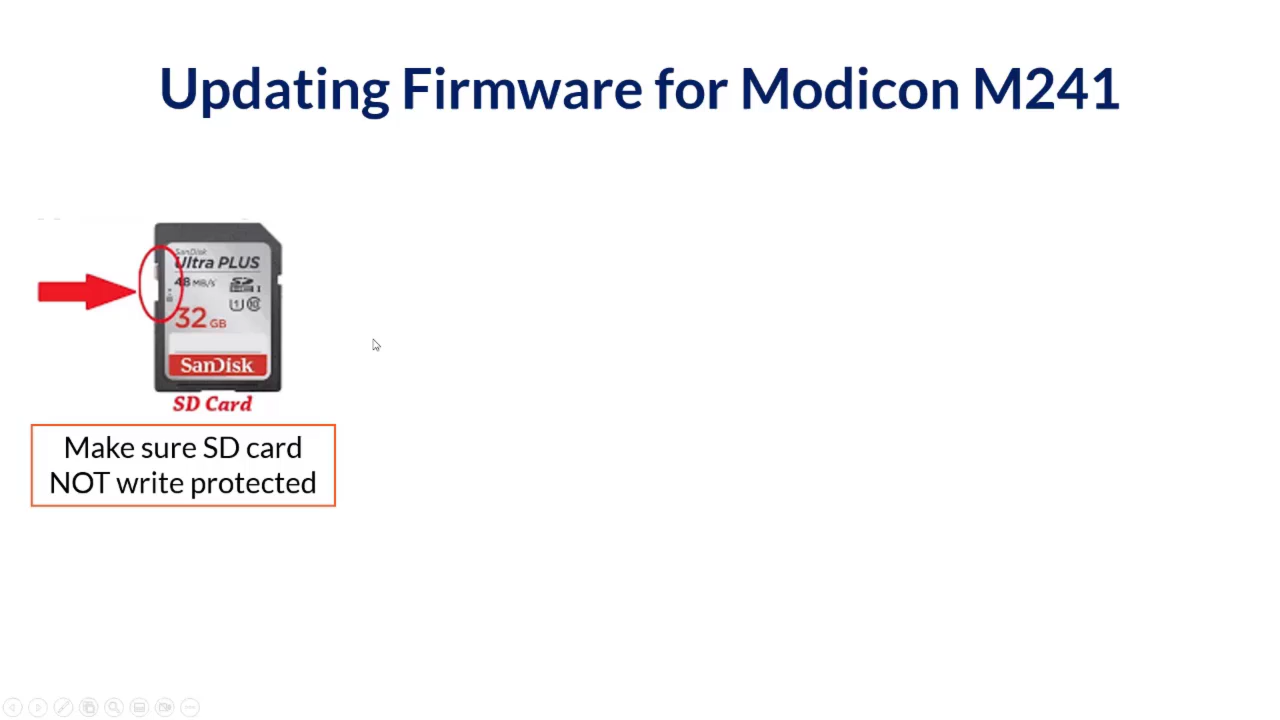 Updating Firmware for Modicon M241
SanDisk
Ultra PLUS
48 MB/s
32 GB
SanDisk
SD Card
Make sure SD card
NOT write protected